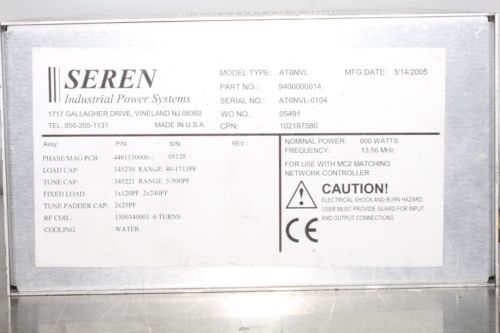 SEREN
Industrial Power Systems
1717 GALLAGHER DRIVE, VINELAND NJ 08360
TEL. 856-205-1131 MADE IN U.S.A.
MODEL TYPE: AT6NVL MFG DATE: 3/14/2005
PART NO.: 9400000014
SERIAL NO.: AT6NVL-0104
WO NO.: 05491
CPN: 102197580
Assy: P/N: S/N: REV.:
PHASE/MAG PCB: 4401130000... 05128
LOAD CAP: 345230 RANGE: 40-1713PF
TUNE CAP: 345221 RANGE: 5-500PF
FIXED LOAD: 1x120PF 2x240PF
TUNE PADDER CAP: 2x25PF
RF COIL: 1500340001 6 TURNS
COOLING WATER
NOMINAL POWER: 600 WATTS
FREQUENCY: 13.56 MHz
FOR USE WITH MC2 MATCHING
NETWORK CONTROLLER
CAUTION!
ELECTRICAL SHOCK AND BURN HAZARD.
USER MUST PROVIDE GUARD FOR INPUT
AND OUTPUT CONNECTIONS.
CE